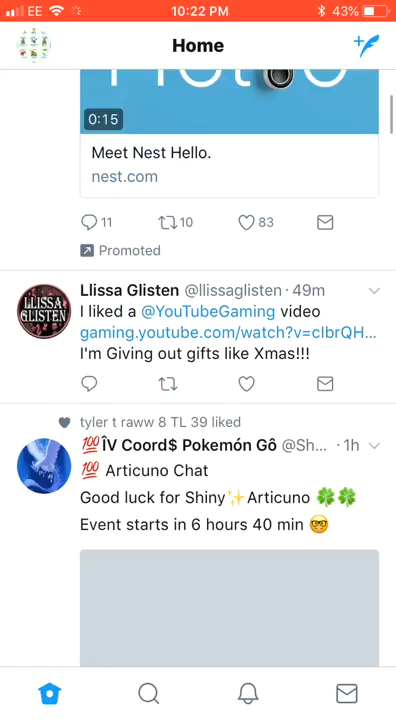 EE 10:22 PM 43%
Home
Hello
0:15
Meet Nest Hello.
nest.com
11 10 83
Promoted
Llissa Glisten @llissaglisten · 49m
LLISSA
GLISTEN
I liked a @YouTubeGaming video
gaming.youtube.com/watch?v=cIbrQH...
I'm Giving out gifts like Xmas!!!
tyler t raww 8 TL 39 liked
💯ÎV Coord$ Pokemón Gô @Sh... · 1h
💯 Articuno Chat
Good luck for Shiny✨Articuno 🍀🍀
Event starts in 6 hours 40 min 🤓